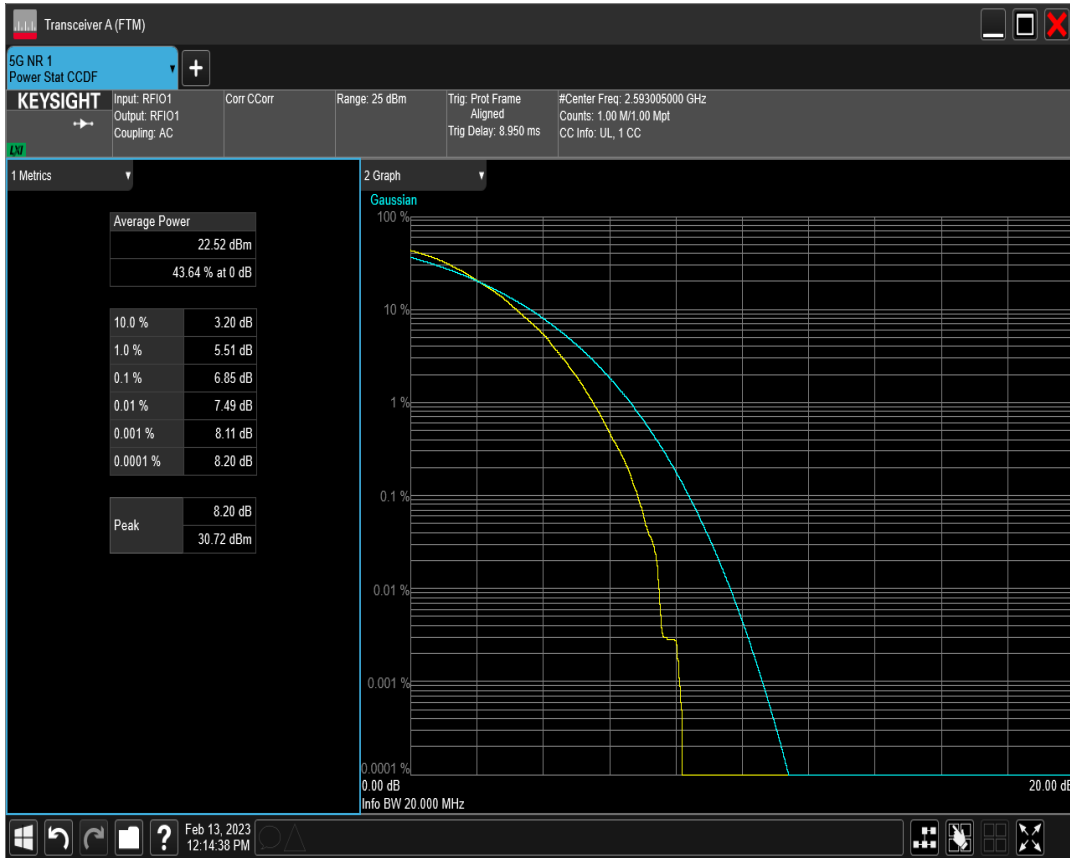 Transceiver A (FTM)
5G NR 1
Power Stat CCDF
+
KEYSIGHT
LXI
Input: RFIO1
Output: RFIO1
Coupling: AC
Corr CCorr
Range: 25 dBm
Trig: Prot Frame
Aligned
Trig Delay: 8.950 ms
#Center Freq: 2.593005000 GHz
Counts: 1.00 M/1.00 Mpt
CC Info: UL, 1 CC
1 Metrics
Average Power
22.52 dBm
43.64 % at 0 dB
10.0 % 3.20 dB
1.0 % 5.51 dB
0.1 % 6.85 dB
0.01 % 7.49 dB
0.001 % 8.11 dB
0.0001 % 8.20 dB
Peak
8.20 dB
30.72 dBm
2 Graph
Gaussian
100 %
10 %
1 %
0.1 %
0.01 %
0.001 %
0.0001 %
0.00 dB 20.00 dB
Info BW 20.000 MHz
?
Feb 13, 2023
12:14:38 PM